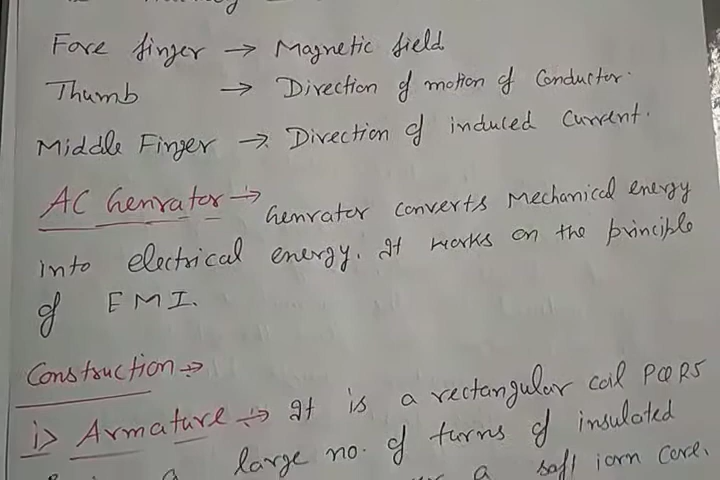 Fore finger → Magnetic field
Thumb → Direction of motion of Conductor.
Middle Finger → Direction of induced Current.
AC Genrator → Genrator converts Mechanical energy
into electrical energy. It works on the principle
of EMI.
Construction →
i> Armature → It is a rectangular coil PQRS
large no. of turns of insulated
a soft iorn core.